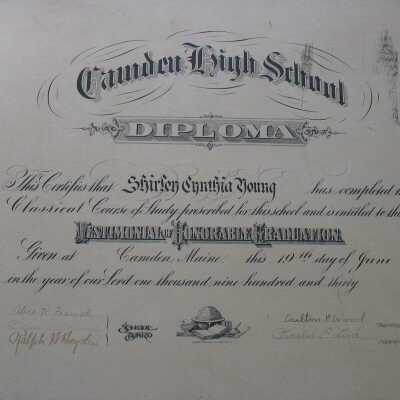 Camden High School
DIPLOMA
This Certifies that Shirley Cynthia Young has completed
Classical Course of Study prescribed for this school and is entitled to
TESTIMONIAL OF HONORABLE GRADUATION.
Given at Camden, Maine this 19th day of June
in the year of our Lord one thousand nine hundred and thirty
Carlton P. Wood
SCHOOL
BOARD